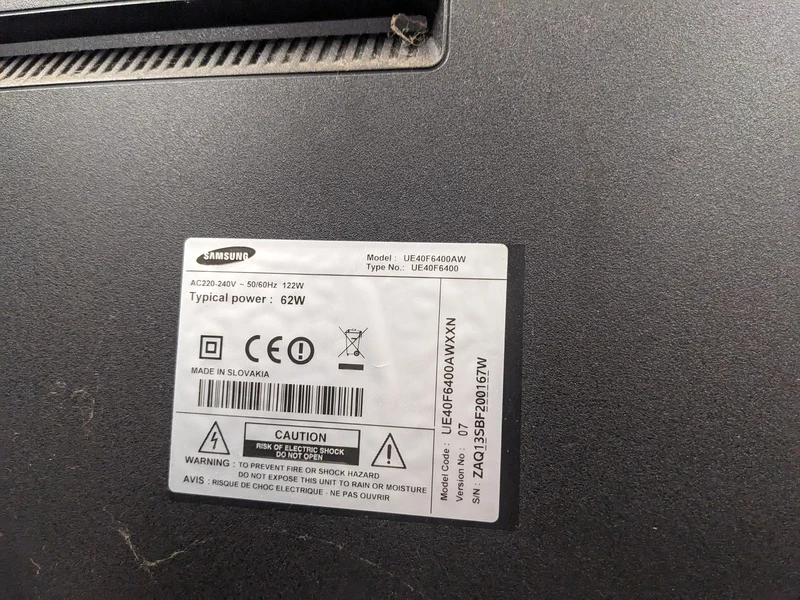 SAMSUNG
Model : UE40F6400AW
Type No.: UE40F6400
AC220-240V ~ 50/60Hz 122W
Typical power : 62W
CE
MADE IN SLOVAKIA
CAUTION
RISK OF ELECTRIC SHOCK
DO NOT OPEN
WARNING : TO PREVENT FIRE OR SHOCK HAZARD
DO NOT EXPOSE THIS UNIT TO RAIN OR MOISTURE
AVIS : RISQUE DE CHOC ELECTRIQUE - NE PAS OUVRIR
Model Code : UE40F6400AWXXN
Version No : 07
S/N : ZAQ13SBF200167W